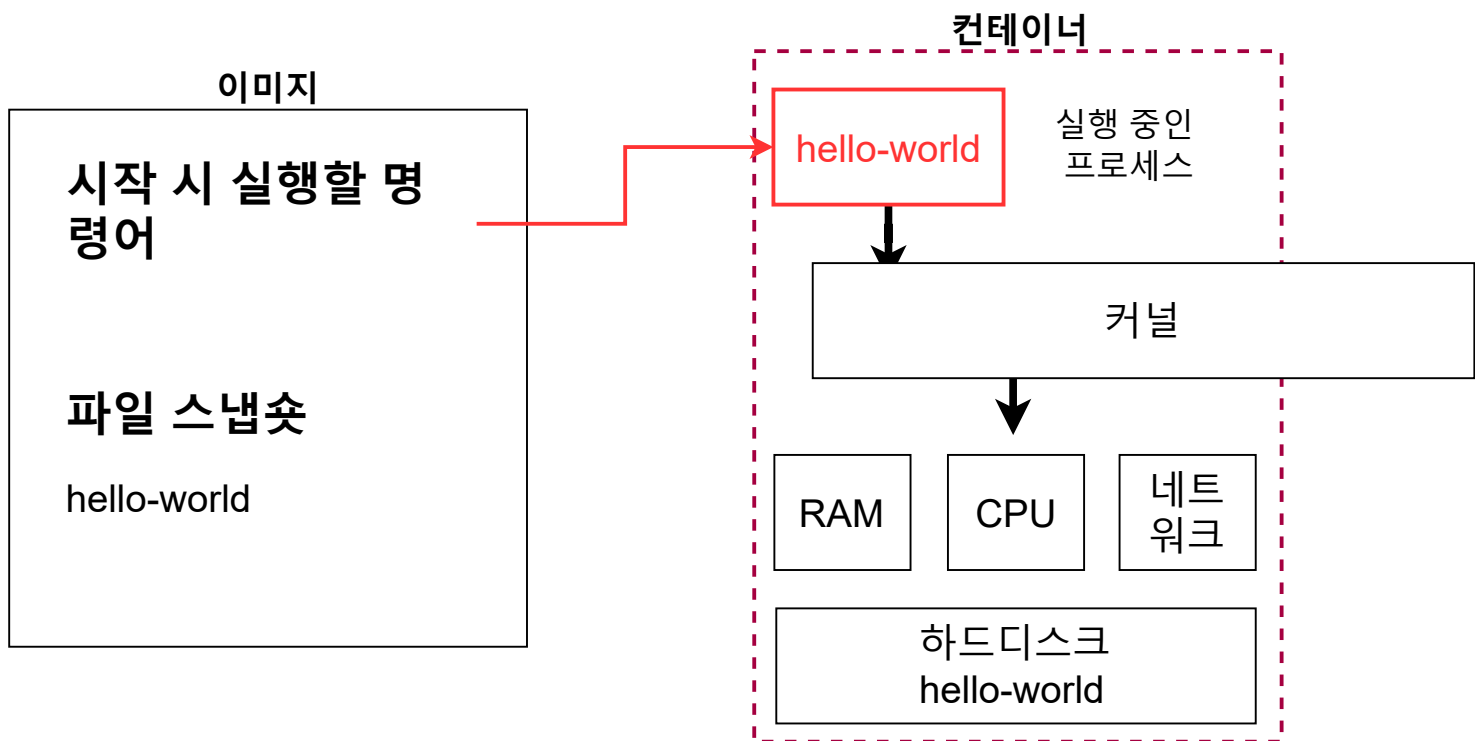 이미지
시작 시 실행할 명
령어
파일 스냅숏
hello-world
컨테이너
hello-world
실행 중인
프로세스
커널
RAM
CPU
네트
워크
하드디스크
hello-world